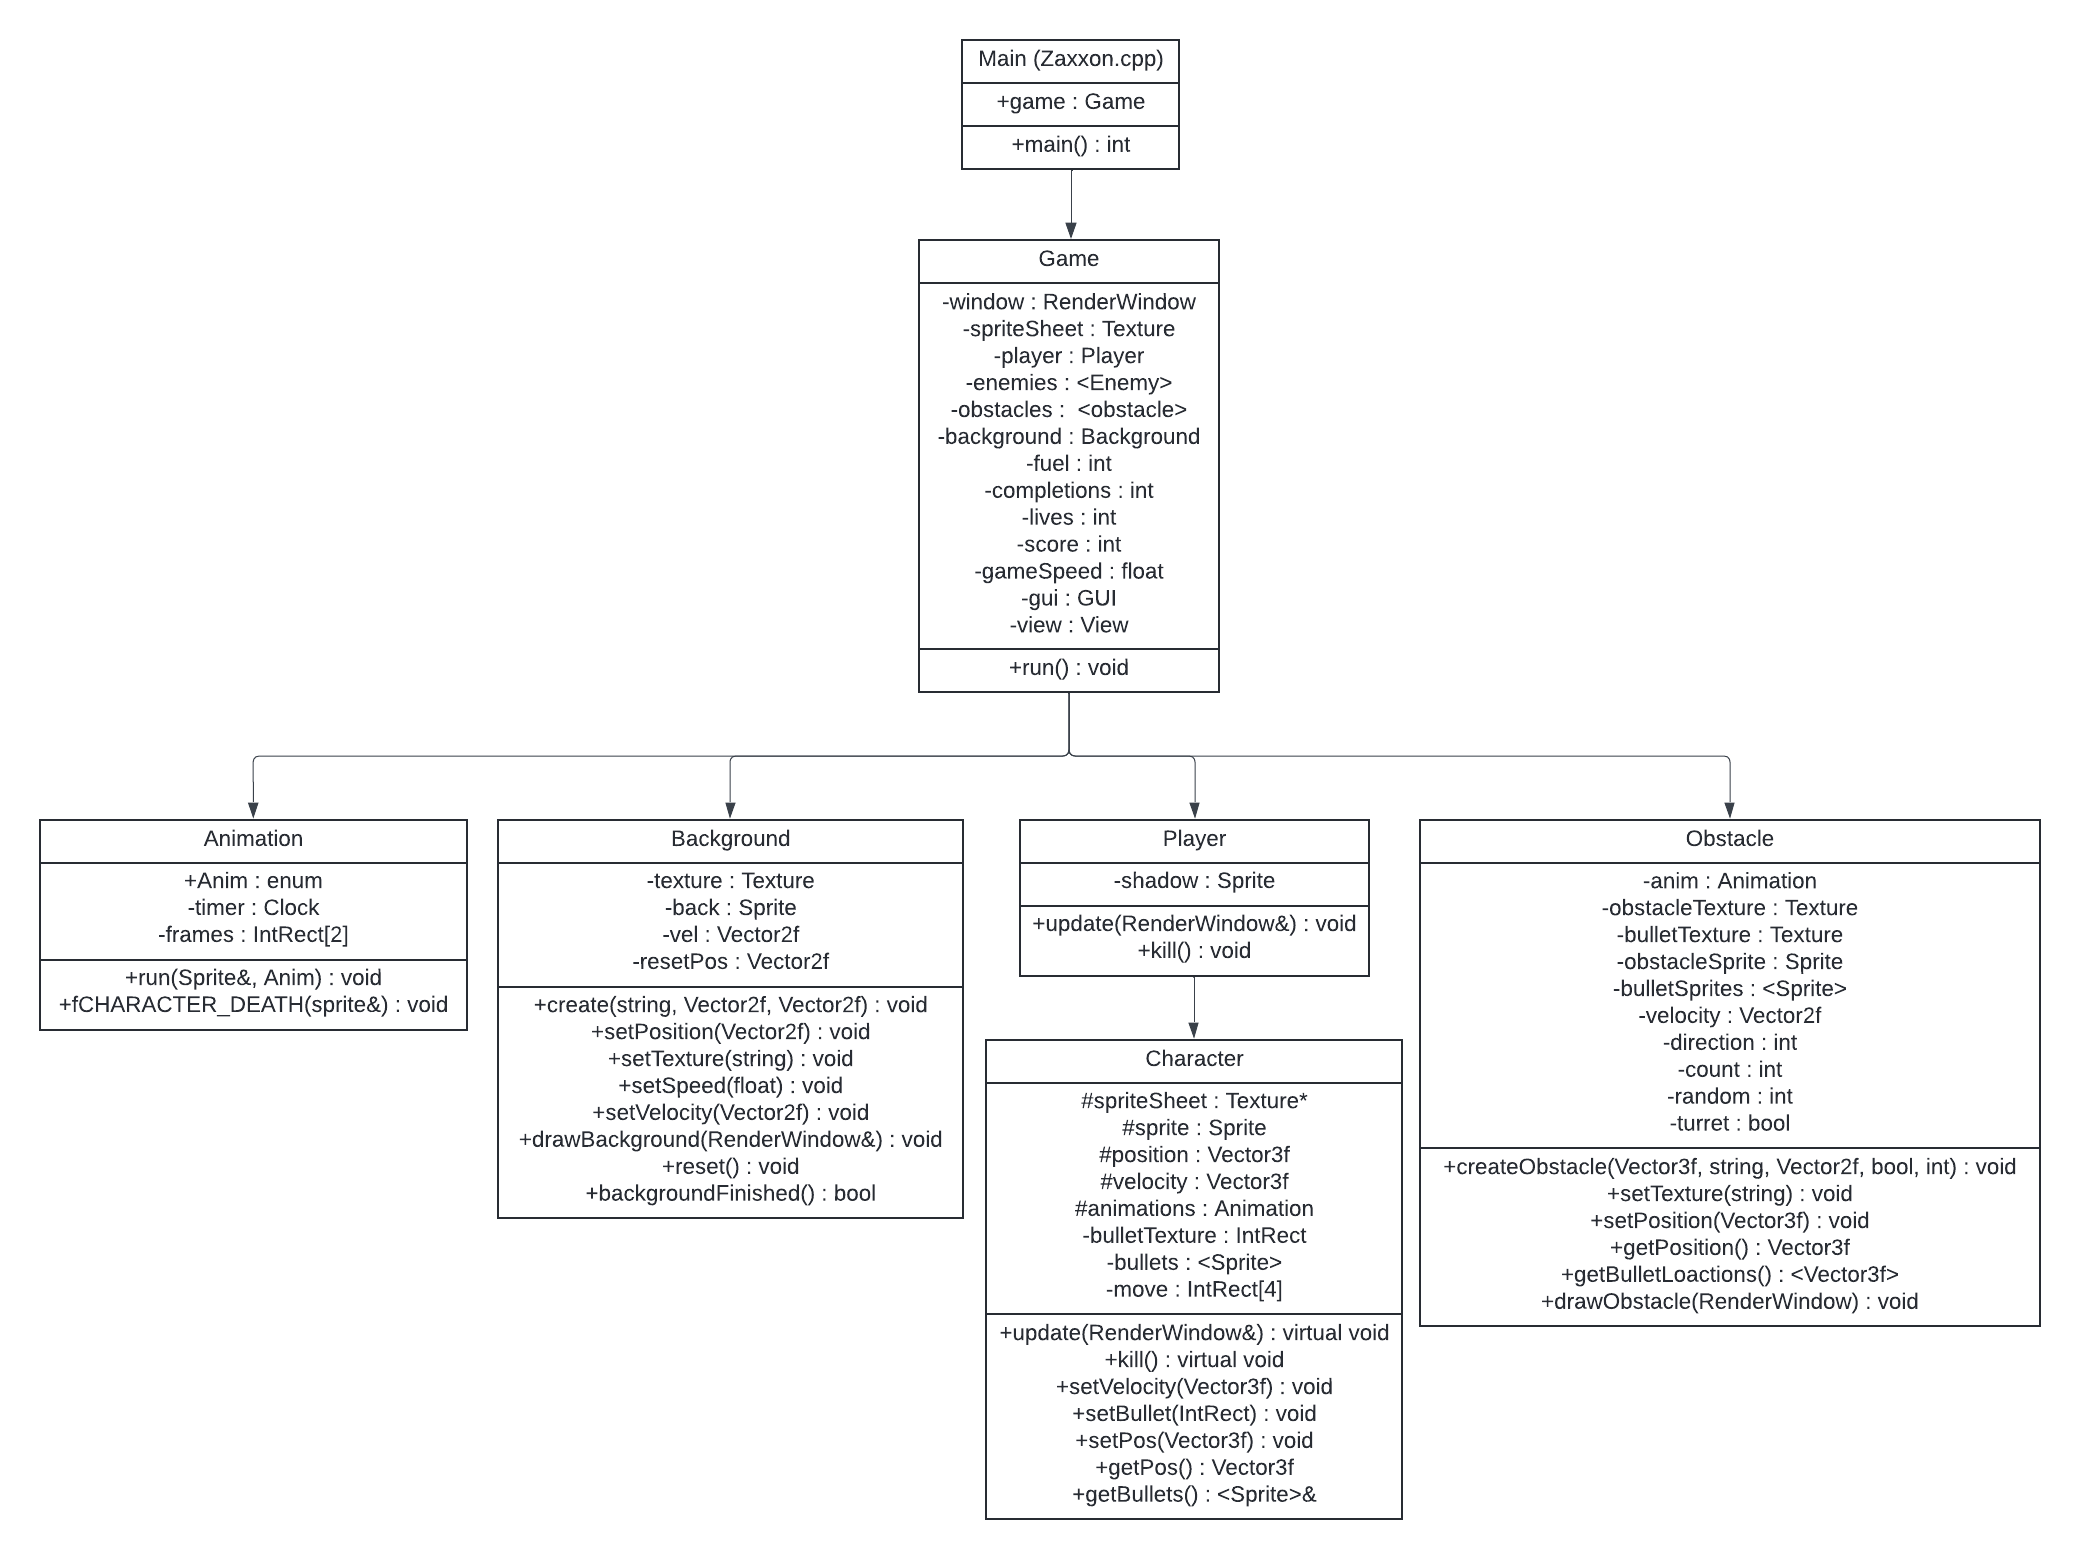 Main (Zaxxon.cpp)
+game : Game
+main() : int
Game
-window : RenderWindow
-spriteSheet : Texture
-player : Player
-enemies : <Enemy>
-obstacles :  <obstacle>
-background : Background
-fuel : int
-completions : int
-lives : int
-score : int
-gameSpeed : float
-gui : GUI
-view : View
+run() : void
Animation
+Anim : enum
-timer : Clock
-frames : IntRect[2]
+run(Sprite&, Anim) : void
+fCHARACTER_DEATH(sprite&) : void
Background
-texture : Texture
-back : Sprite
-vel : Vector2f
-resetPos : Vector2f
+create(string, Vector2f, Vector2f) : void
+setPosition(Vector2f) : void
+setTexture(string) : void
+setSpeed(float) : void
+setVelocity(Vector2f) : void
+drawBackground(RenderWindow&) : void
+reset() : void
+backgroundFinished() : bool
Player
-shadow : Sprite
+update(RenderWindow&) : void
+kill() : void
Character
#spriteSheet : Texture*
#sprite : Sprite
#position : Vector3f
#velocity : Vector3f
#animations : Animation
-bulletTexture : IntRect
-bullets : <Sprite>
-move : IntRect[4]
+update(RenderWindow&) : virtual void
+kill() : virtual void
+setVelocity(Vector3f) : void
+setBullet(IntRect) : void
+setPos(Vector3f) : void
+getPos() : Vector3f
+getBullets() : <Sprite>&
Obstacle
-anim : Animation
-obstacleTexture : Texture
-bulletTexture : Texture
-obstacleSprite : Sprite
-bulletSprites : <Sprite>
-velocity : Vector2f
-direction : int
-count : int
-random : int
-turret : bool
+createObstacle(Vector3f, string, Vector2f, bool, int) : void
+setTexture(string) : void
+setPosition(Vector3f) : void
+getPosition() : Vector3f
+getBulletLoactions() : <Vector3f>
+drawObstacle(RenderWindow) : void